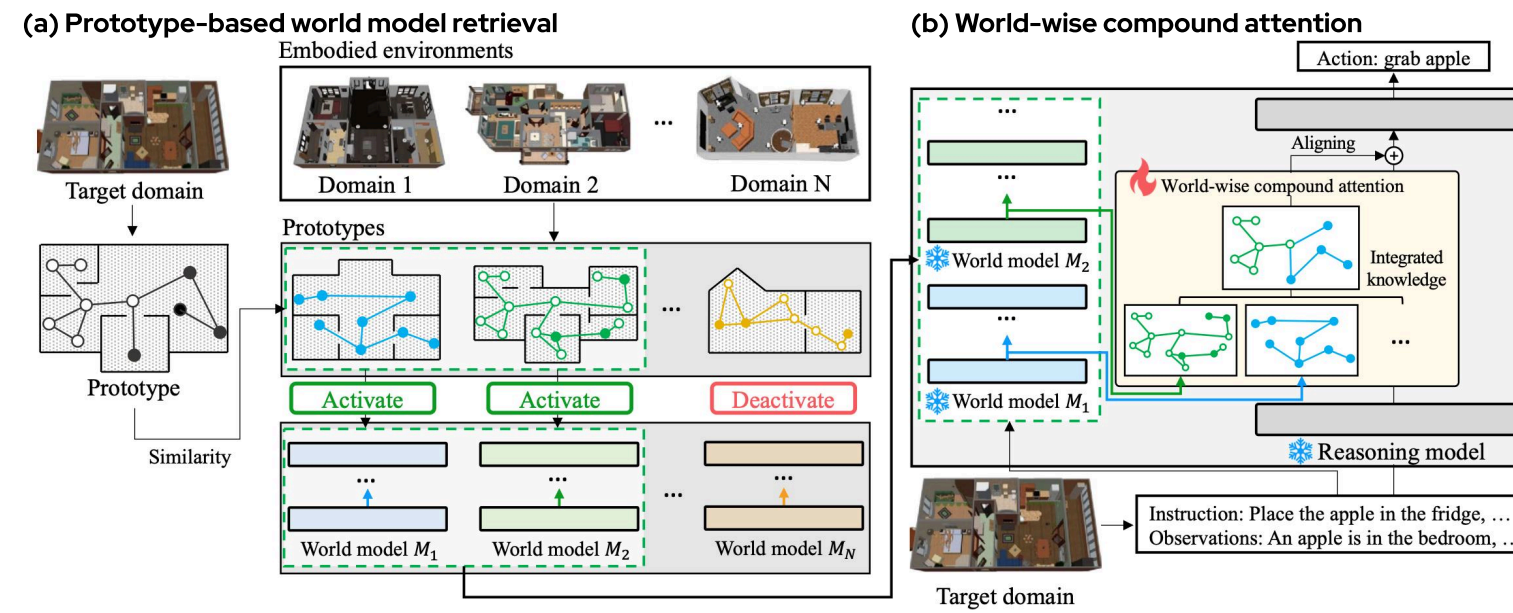 (a) Prototype-based world model retrieval
Embodied environments
Target domain
Domain 1
Domain 2
...
Domain N
Prototypes
...
Prototype
Similarity
Activate
Activate
Deactivate
...
...
...
...
World model M1
World model M2
World model MN
(b) World-wise compound attention
Action: grab apple
...
Aligning
World-wise compound attention
...
World model M2
Integrated
knowledge
...
...
World model M1
Reasoning model
Instruction: Place the apple in the fridge, ...
Observations: An apple is in the bedroom, ..
Target domain